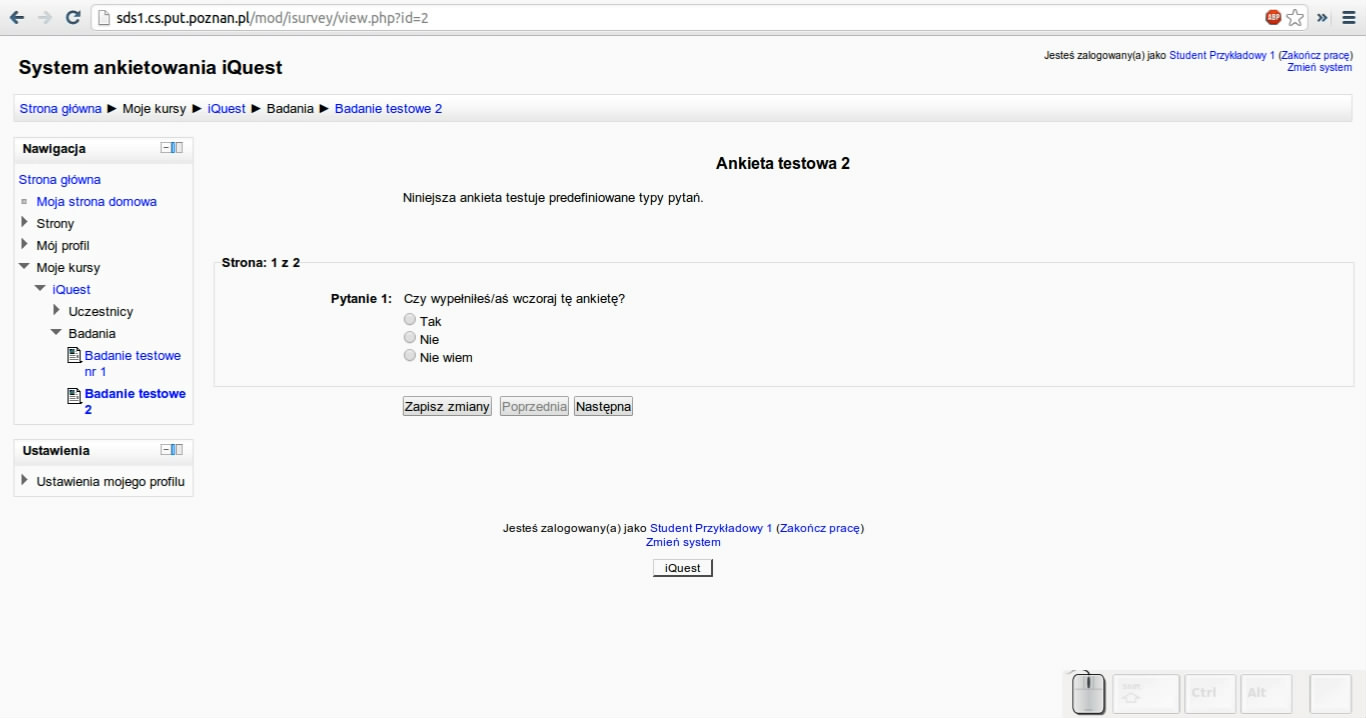 sds1.cs.put.poznan.pl/mod/isurvey/view.php?id=2
ABP
System ankietowania iQuest
Jesteś zalogowany(a) jako Student Przykładowy 1 (Zakończ pracę)
Zmień system
Strona główna ► Moje kursy ► iQuest ► Badania ► Badanie testowe 2
Nawigacja
Strona główna
Moja strona domowa
Strony
Mój profil
Moje kursy
iQuest
Uczestnicy
Badania
Badanie testowe
nr 1
Badanie testowe
2
Ustawienia
Ustawienia mojego profilu
Ankieta testowa 2
Niniejsza ankieta testuje predefiniowane typy pytań.
Strona: 1 z 2
Pytanie 1: Czy wypełniłeś/aś wczoraj tę ankietę?
Tak
Nie
Nie wiem
Zapisz zmiany Poprzednia Następna
Jesteś zalogowany(a) jako Student Przykładowy 1 (Zakończ pracę)
Zmień system
iQuest
Ctrl Alt